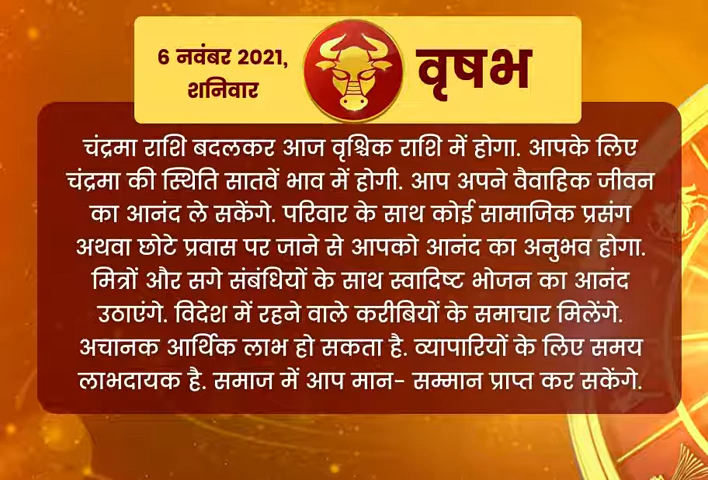 6 नवंबर 2021,
शनिवार
वृषभ
चंद्रमा राशि बदलकर आज वृश्चिक राशि में होगा. आपके लिए
चंद्रमा की स्थिति सातवें भाव में होगी. आप अपने वैवाहिक जीवन
का आनंद ले सकेंगे. परिवार के साथ कोई सामाजिक प्रसंग
अथवा छोटे प्रवास पर जाने से आपको आनंद का अनुभव होगा.
मित्रों और सगे संबंधियों के साथ स्वादिष्ट भोजन का आनंद
उठाएंगे. विदेश में रहने वाले करीबियों के समाचार मिलेंगे.
अचानक आर्थिक लाभ हो सकता है. व्यापारियों के लिए समय
लाभदायक है. समाज में आप मान- सम्मान प्राप्त कर सकेंगे.